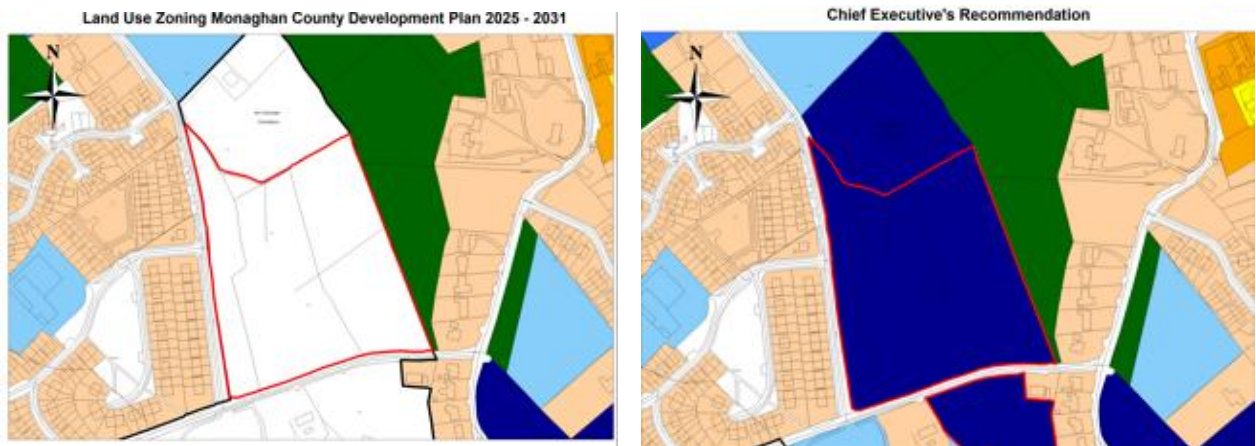 Land Use Zoning Monaghan County Development Plan 2025 - 2031
N
Chief Executive's Recommendation
N